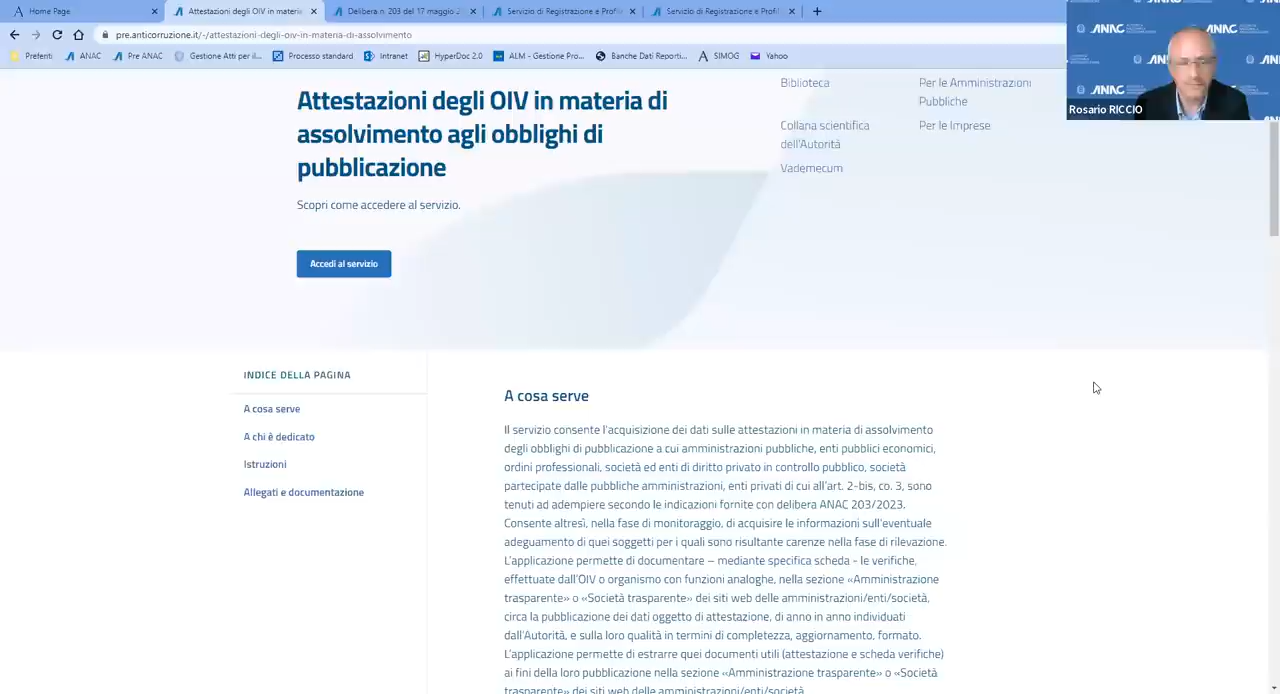 Home Page
Attestazioni degli OIV in materi
Delibera n. 203 del 17 maggio 2
Servizio di Registrazione e Profil
Servizio di Registrazione e Profil
pre.anticorruzione.it/-/attestazioni-degli-oiv-in-materia-di-assolvimento
Preferiti
ANAC
Pre ANAC
Gestione Atti per il...
Processo standard
Intranet
HyperDoc 2.0
ALM - Gestione Pro...
Banche Dati Reporti...
SIMOG
Yahoo
ANAC
Rosario RICCIO
Attestazioni degli OIV in materia di
assolvimento agli obblighi di
pubblicazione
Scopri come accedere al servizio.
Accedi al servizio
Biblioteca
Collana scientifica
dell'Autorità
Vademecum
Per le Amministrazioni
Pubbliche
Per le Imprese
INDICE DELLA PAGINA
A cosa serve
A chi è dedicato
Istruzioni
Allegati e documentazione
A cosa serve
Il servizio consente l'acquisizione dei dati sulle attestazioni in materia di assolvimento
degli obblighi di pubblicazione a cui amministrazioni pubbliche, enti pubblici economici,
ordini professionali, società ed enti di diritto privato in controllo pubblico, società
partecipate dalle pubbliche amministrazioni, enti privati di cui all'art. 2-bis, co. 3, sono
tenuti ad adempiere secondo le indicazioni fornite con delibera ANAC 203/2023.
Consente altresì, nella fase di monitoraggio, di acquisire le informazioni sull'eventuale
adeguamento di quei soggetti per i quali sono risultante carenze nella fase di rilevazione.
L'applicazione permette di documentare – mediante specifica scheda - le verifiche,
effettuate dall'OIV o organismo con funzioni analoghe, nella sezione «Amministrazione
trasparente» o «Società trasparente» dei siti web delle amministrazioni/enti/società,
circa la pubblicazione dei dati oggetto di attestazione, di anno in anno individuati
dall'Autorità, e sulla loro qualità in termini di completezza, aggiornamento, formato.
L'applicazione permette di estrarre quei documenti utili (attestazione e scheda verifiche)
ai fini della loro pubblicazione nella sezione «Amministrazione trasparente» o «Società
trasparente» dei siti web delle amministrazioni/enti/società.